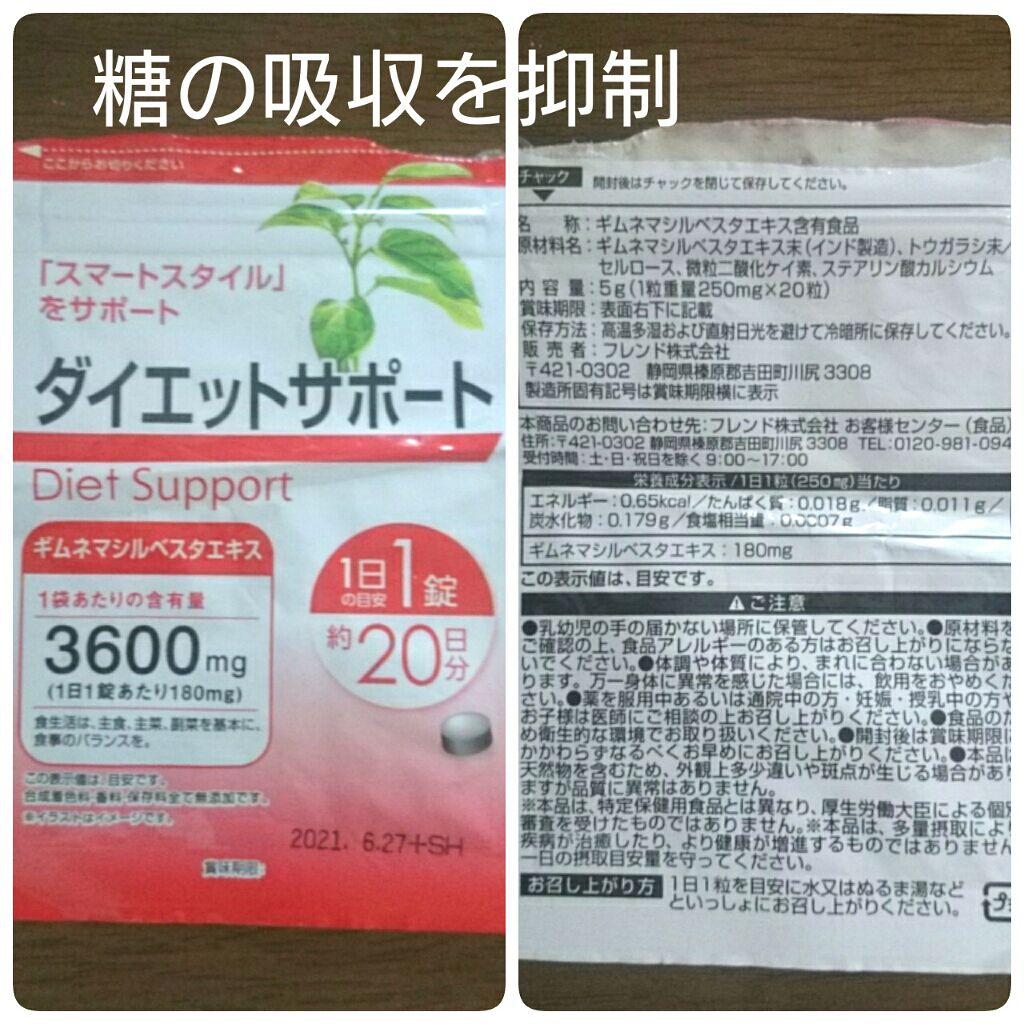 糖の吸収を抑制
ここからお切りください
「スマートスタイル」
をサポート
ダイエットサポート
Diet Support
ギムネマシルベスタエキス
1袋あたりの含有量
3600mg
(1日1錠あたり180mg)
食生活は、主食、主菜、副菜を基本に、
食事のバランスを。
1日の目安1錠
約20日分
この表示値は、目安です。
合成着色料・香料・保存料全て無添加です。
※イラストはイメージです。
2021. 6.27+SH
賞味期限:
チャック
開封後はチャックを閉じて保存してください。
名称:ギムネマシルベスタエキス含有食品
原材料名:ギムネマシルベスタエキス末(インド製造)、トウガラシ末/
セルロース、微粒二酸化ケイ素、ステアリン酸カルシウム
内容量:5g(1粒重量250mg×20粒)
賞味期限:表面右下に記載
保存方法:高温多湿および直射日光を避けて冷暗所に保存してください。
販売者:フレンド株式会社
〒421-0302 静岡県榛原郡吉田町川尻3308
製造所固有記号は賞味期限横に表示
本商品のお問い合わせ先:フレンド株式会社 お客様センター(食品)
住所:〒421-0302 静岡県榛原郡吉田町川尻 3308 TEL:0120-981-094
受付時間:土・日・祝日を除く 9:00~17:00
栄養成分表示/1日1粒(250㎎)当たり
エネルギー:0.65kcal/たんぱく質:0.018g/脂質:0.011g/
炭水化物:0.179g/食塩相当量:0.0007g
ギムネマシルベスタエキス:180mg
この表示値は、目安です。
⚠ご注意
●乳幼児の手の届かない場所に保管してください。●原材料を
ご確認の上、食品アレルギーのある方はお召し上がりにならな
いでください。●体調や体質により、まれに合わない場合があ
ります。万一身体に異常を感じた場合には、飲用をおやめくだ
さい。●薬を服用中あるいは通院中の方・妊娠・授乳中の方や
お子様は医師にご相談の上お召し上がりください。●食品のた
め衛生的な環境でお取り扱いください。●開封後は賞味期限に
かかわらずなるべくお早めにお召し上がりください。●本品は
天然物を含むため、外観上多少違いや斑点が生じる場合があり
ますが品質に異常はありません。
※本品は、特定保健用食品とは異なり、厚生労働大臣による個別
審査を受けたものではありません。※本品は、多量摂取により
疾病が治癒したり、より健康が増進するものではありません
一日の摂取目安量を守ってください。
お召し上がり方
1日1粒を目安に水又はぬるま湯など
といっしょにお召し上がりください。
プラ